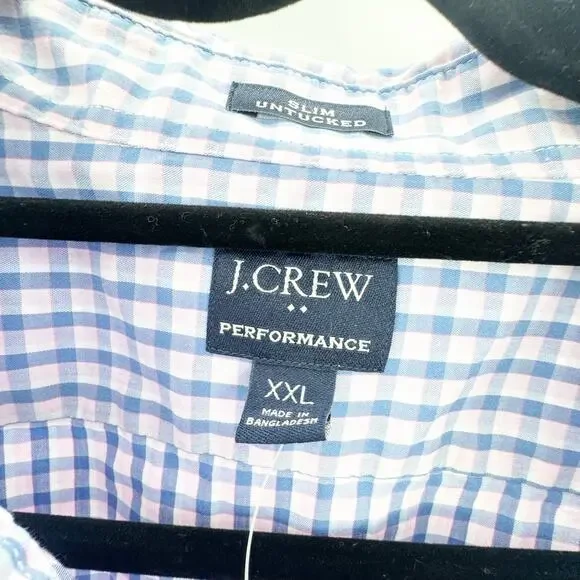 SLIM
UNTUCKED
J.CREW
PERFORMANCE
XXL
MADE IN
BANGLADESH